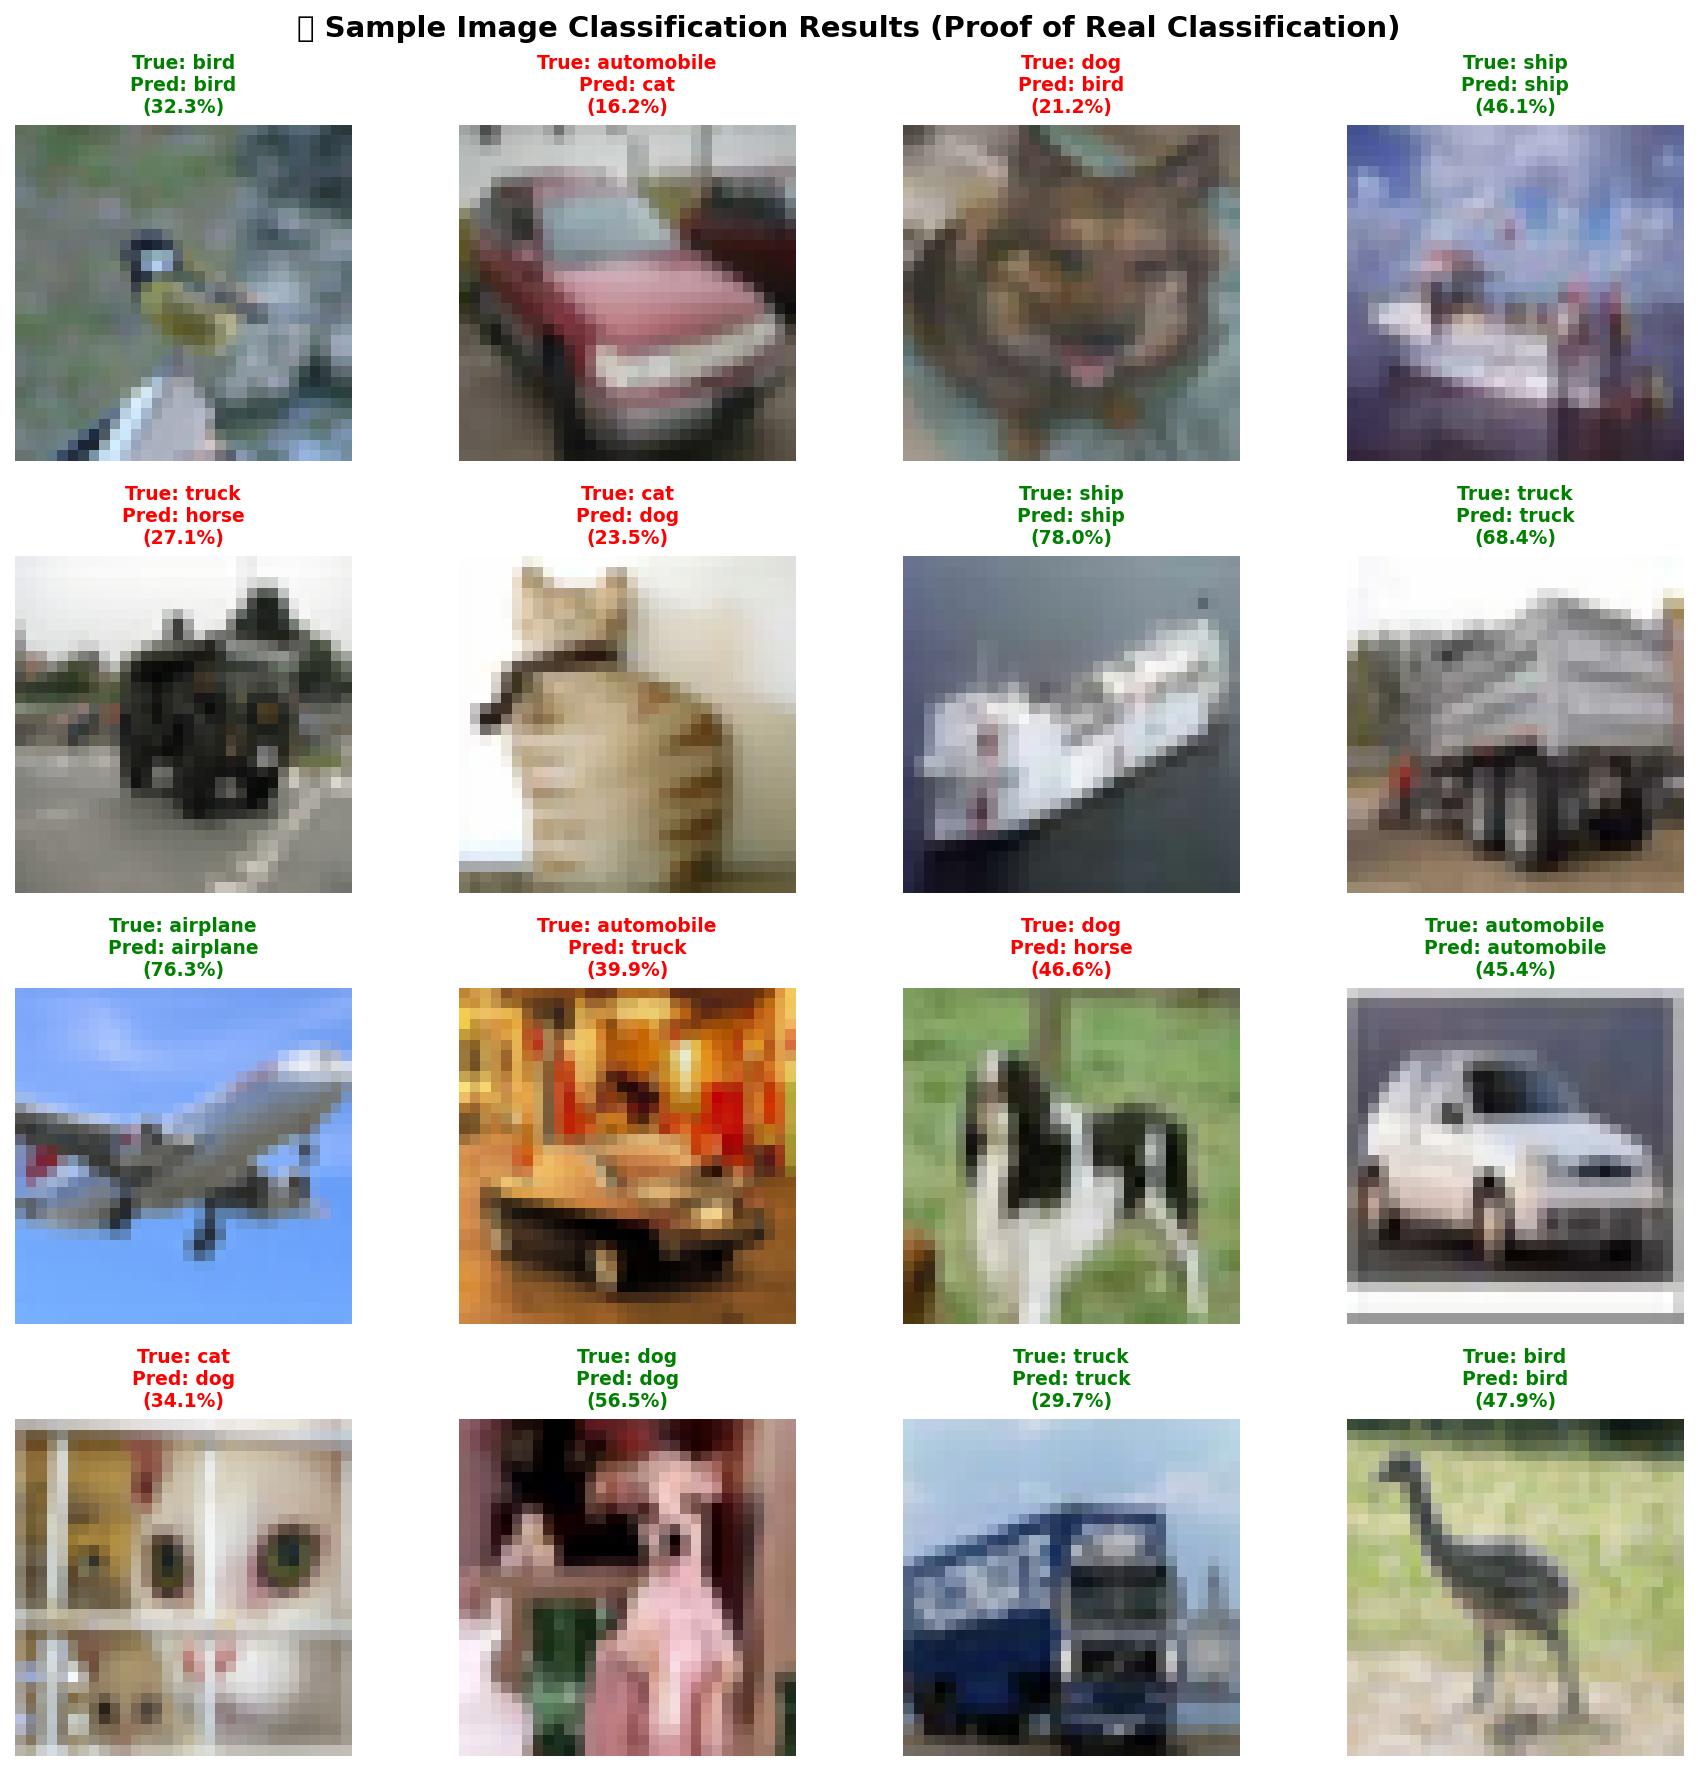 Sample Image Classification Results (Proof of Real Classification)
True: bird
Pred: bird
(32.3%)
True: automobile
Pred: cat
(16.2%)
True: dog
Pred: bird
(21.2%)
True: ship
Pred: ship
(46.1%)
True: truck
Pred: horse
(27.1%)
True: cat
Pred: dog
(23.5%)
True: ship
Pred: ship
(78.0%)
True: truck
Pred: truck
(68.4%)
True: airplane
Pred: airplane
(76.3%)
True: automobile
Pred: truck
(39.9%)
True: dog
Pred: horse
(46.6%)
True: automobile
Pred: automobile
(45.4%)
True: cat
Pred: dog
(34.1%)
True: dog
Pred: dog
(56.5%)
True: truck
Pred: truck
(29.7%)
True: bird
Pred: bird
(47.9%)